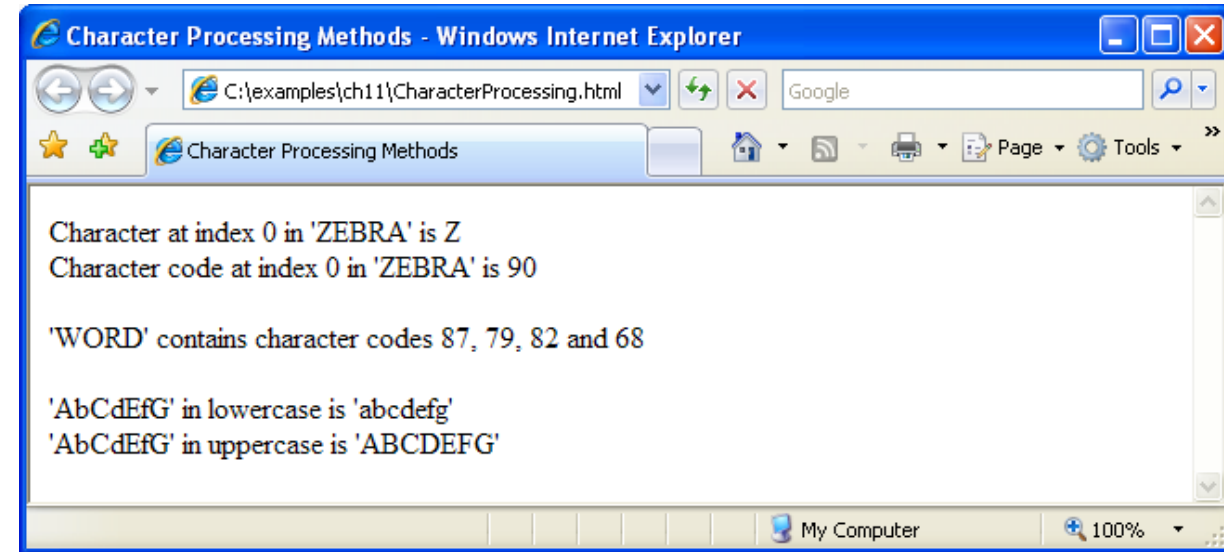 Character Processing Methods - Windows Internet Explorer
C:\examples\ch11\CharacterProcessing.html
Google
Character Processing Methods
Page
Tools
»
Character at index 0 in 'ZEBRA' is Z
Character code at index 0 in 'ZEBRA' is 90
'WORD' contains character codes 87, 79, 82 and 68
'AbCdEfG' in lowercase is 'abcdefg'
'AbCdEfG' in uppercase is 'ABCDEFG'
My Computer
100%